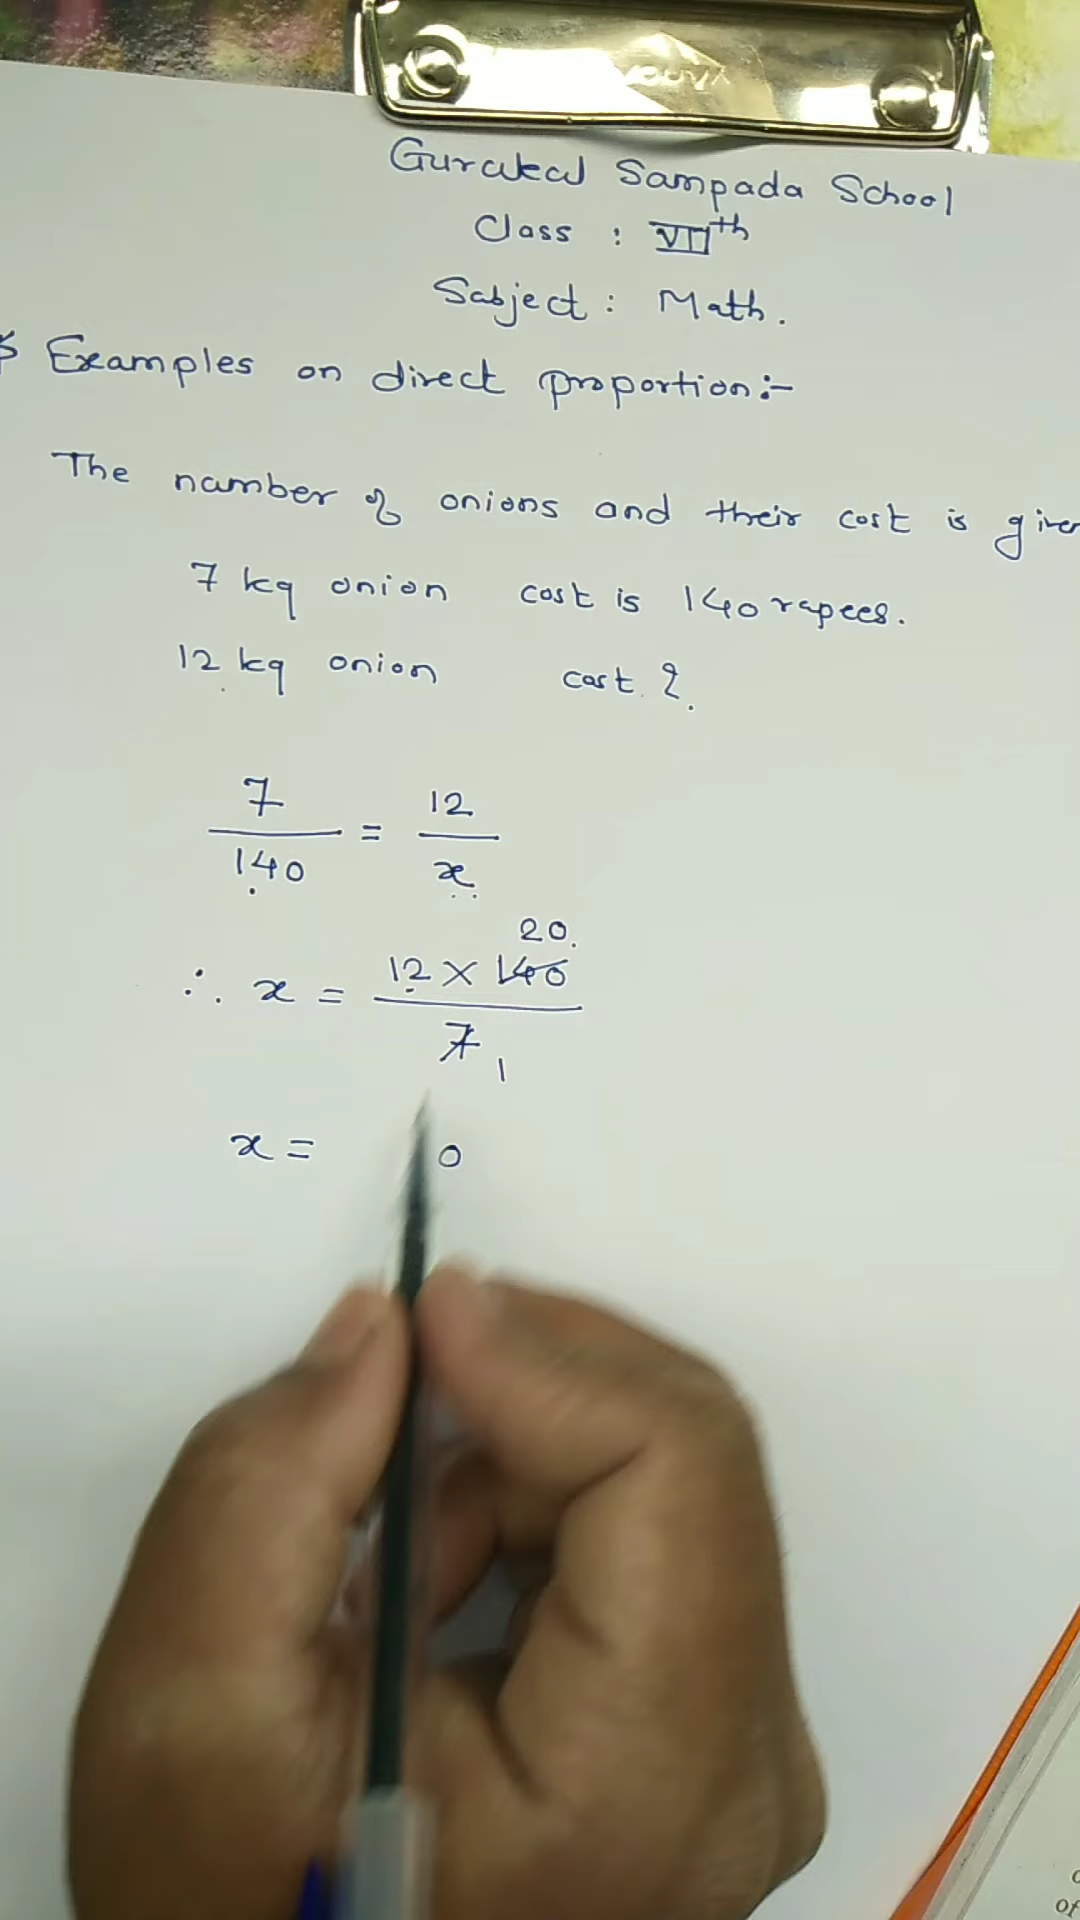 Gurukul Sampada School
Class : VIIth
Subject : Math.
Examples on direct proportion:-
The number of onions and their cost is given
7 kg onion cost is 140 rupees.
12 kg onion cost ?
7/140 = 12/x
20.
∴ x = 12 × 140 / 7 1
x = 0
of